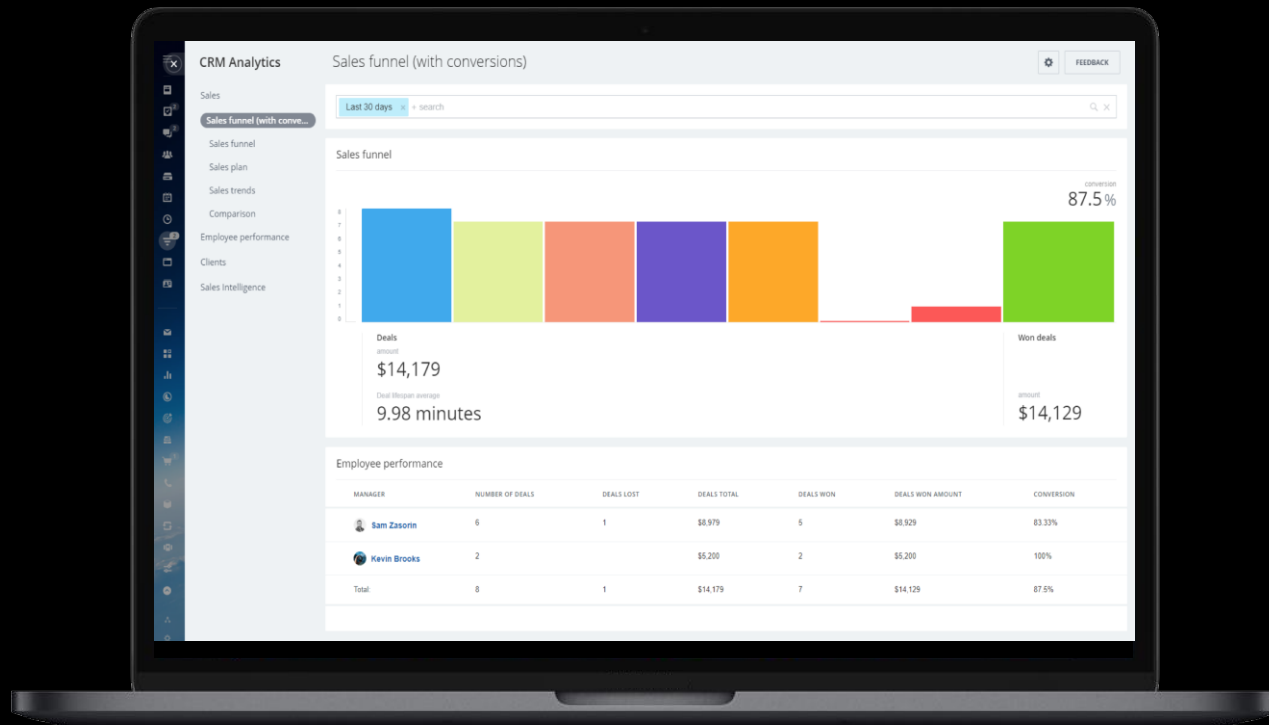 CRM Analytics
Sales funnel (with conversions)
FEEDBACK
Sales
Sales funnel (with conve...
Sales funnel
Sales plan
Sales trends
Comparison
Employee performance
Clients
Sales Intelligence
Last 30 days × + search
Sales funnel
conversion
87.5 %
8
7
6
5
4
3
2
1
0
Deals
amount
$14,179
Deal lifespan average
9.98 minutes
Won deals
amount
$14,129
Employee performance
MANAGER NUMBER OF DEALS DEALS LOST DEALS TOTAL DEALS WON DEALS WON AMOUNT CONVERSION
Sam Zasorin 6 1 $8,979 5 $8,929 83.33%
Kevin Brooks 2 $5,200 2 $5,200 100%
Total: 8 1 $14,179 7 $14,129 87.5%